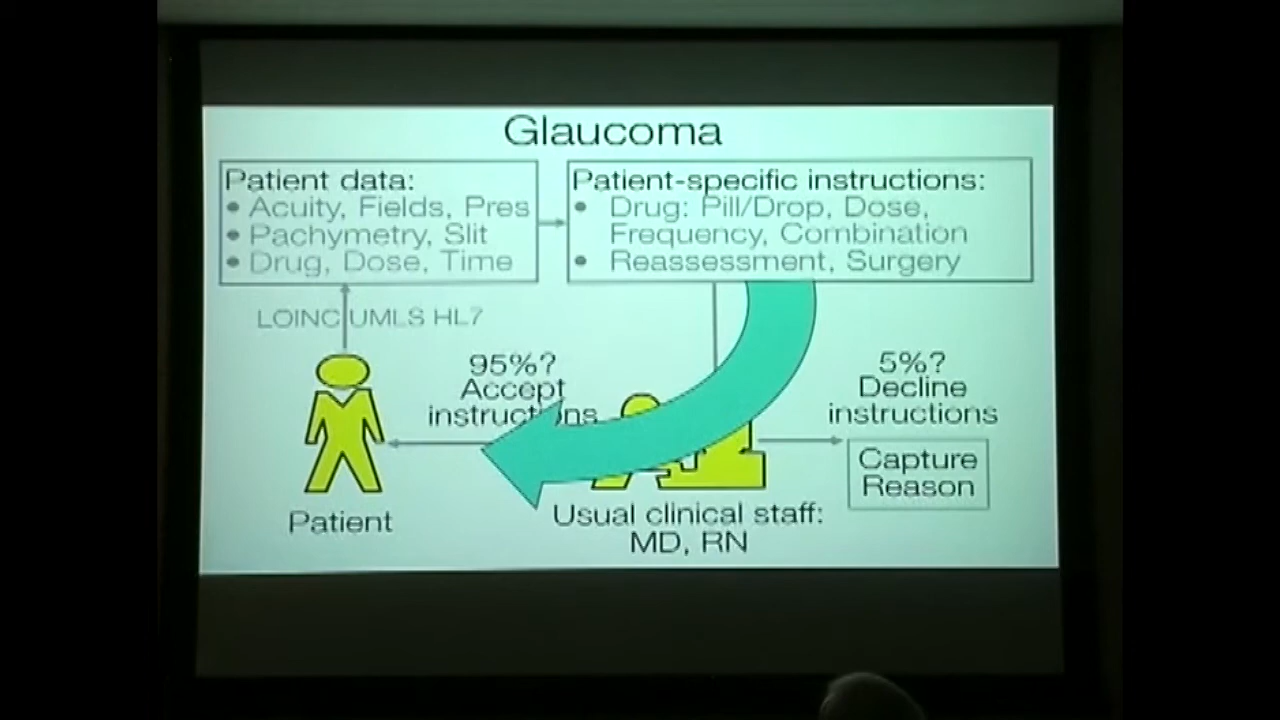 Glaucoma
Patient data:
• Acuity, Fields, Pres
• Pachymetry, Slit
• Drug, Dose, Time
Patient-specific instructions:
• Drug: Pill/Drop, Dose,
Frequency, Combination
• Reassessment, Surgery
LOINC UMLS HL7
95%?
Accept
instructions
5%?
Decline
instructions
Capture
Reason
Patient
Usual clinical staff:
MD, RN